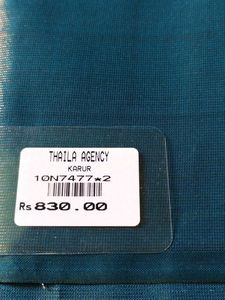 THAILA AGENCY
KARUR
10N7477*2
Rs 830.00